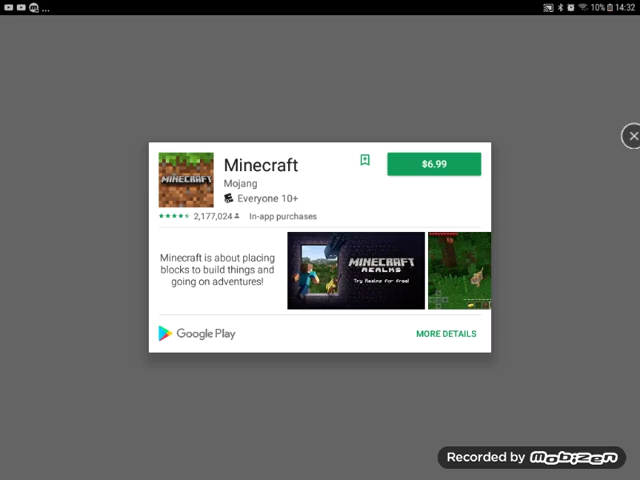 ... 10% 14:32
Minecraft
$6.99
Mojang
Everyone 10+
2,177,024
In-app purchases
MINECRAFT
Minecraft is about placing
blocks to build things and
going on adventures!
MINECRAFT
REALMS
Try Realms for free!
Google Play
MORE DETAILS
Recorded by MOBIZEN